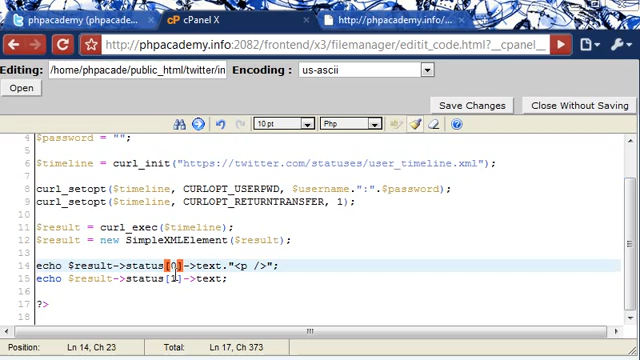 phpacademy (phpacademy)
cPanel X
http://phpacademy.info/
http://phpacademy.info:2082/frontend/x3/filemanager/editit_code.html?__cpanel_
Editing: /home/phpacade/public_html/twitter/in Encoding : us-ascii
Open
Save Changes Close Without Saving
10 pt Php
4 $password = "";
5
6 $timeline = curl_init("https://twitter.com/statuses/user_timeline.xml");
7
8 curl_setopt($timeline, CURLOPT_USERPWD, $username.":".$password);
9 curl_setopt($timeline, CURLOPT_RETURNTRANSFER, 1);
10
11 $result = curl_exec($timeline);
12 $result = new SimpleXMLElement($result);
13
14 echo $result->status[0]->text."<p />";
15 echo $result->status[1]->text;
16
17 ?>
18
Position: Ln 14, Ch 23 Total: Ln 17, Ch 373